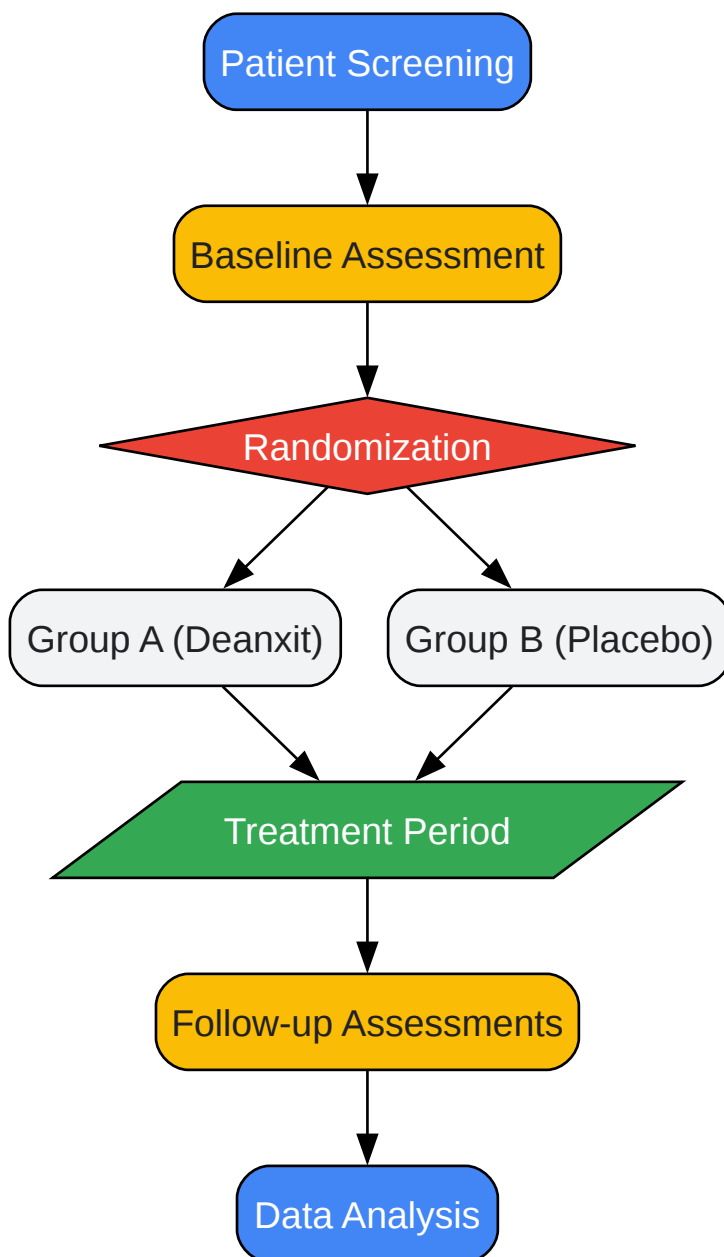 Patient Screening
Baseline Assessment
Randomization
Group A (Deanxit)
Group B (Placebo)
Treatment Period
Follow-up Assessments
Data Analysis